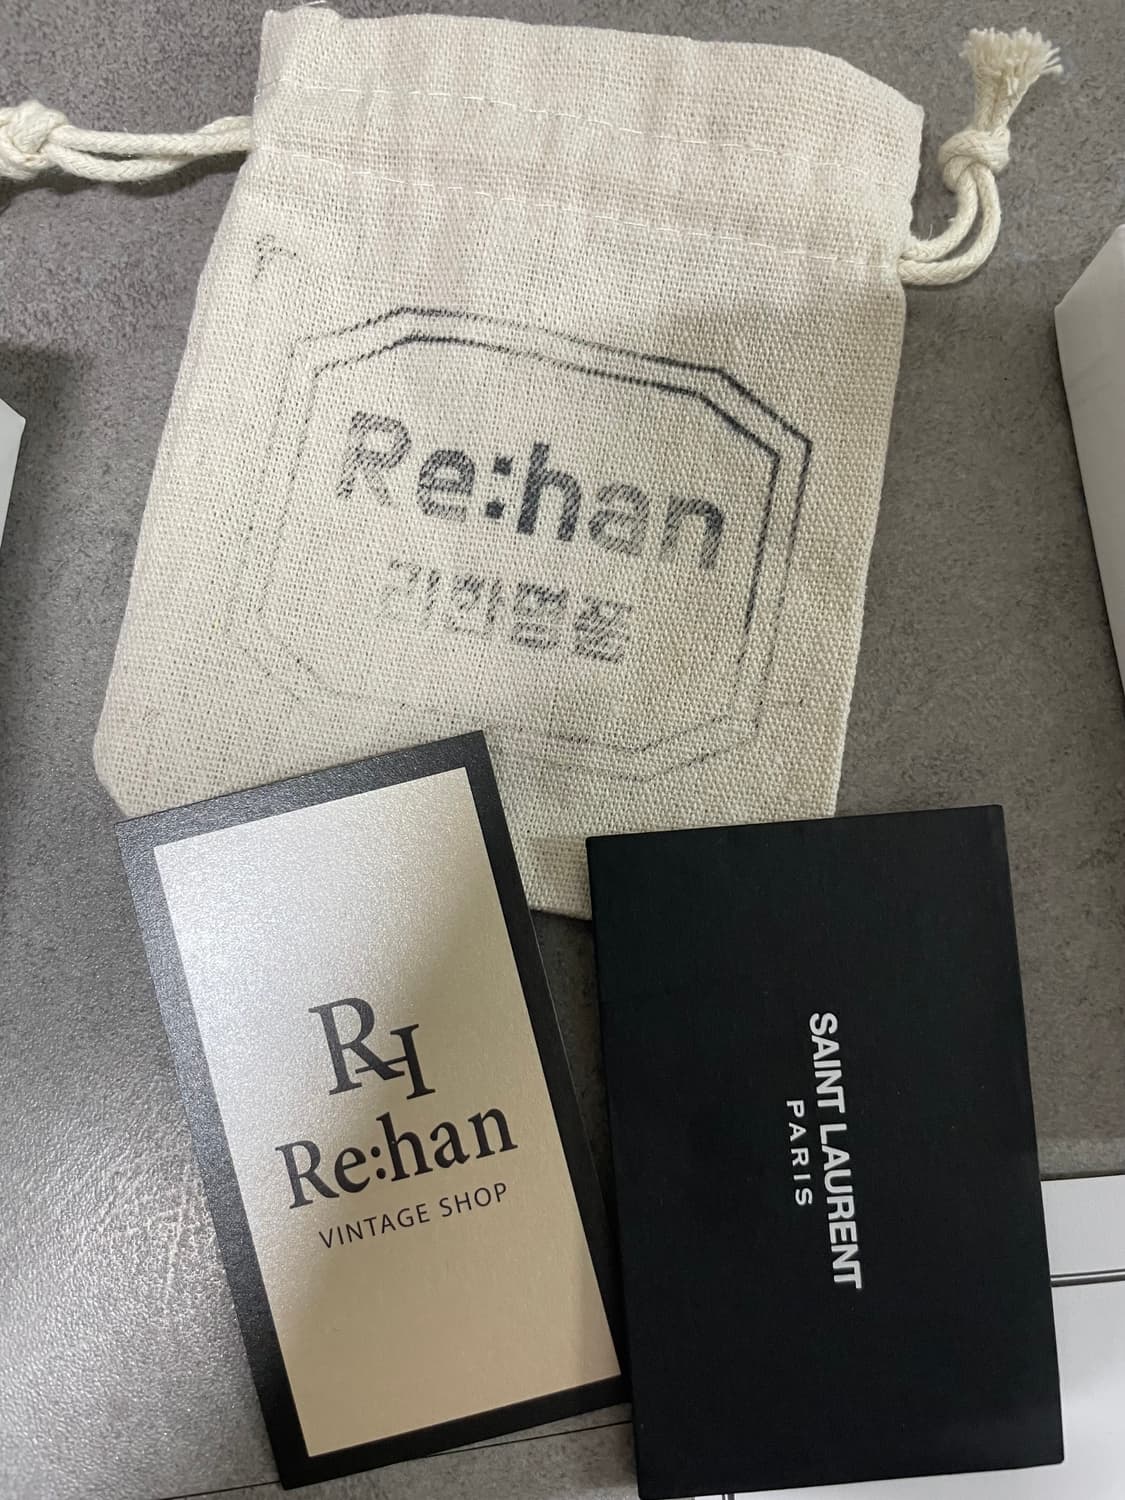 Re:han
리한명품
RH
Re:han
VINTAGE SHOP
SAINT LAURENT
PARIS